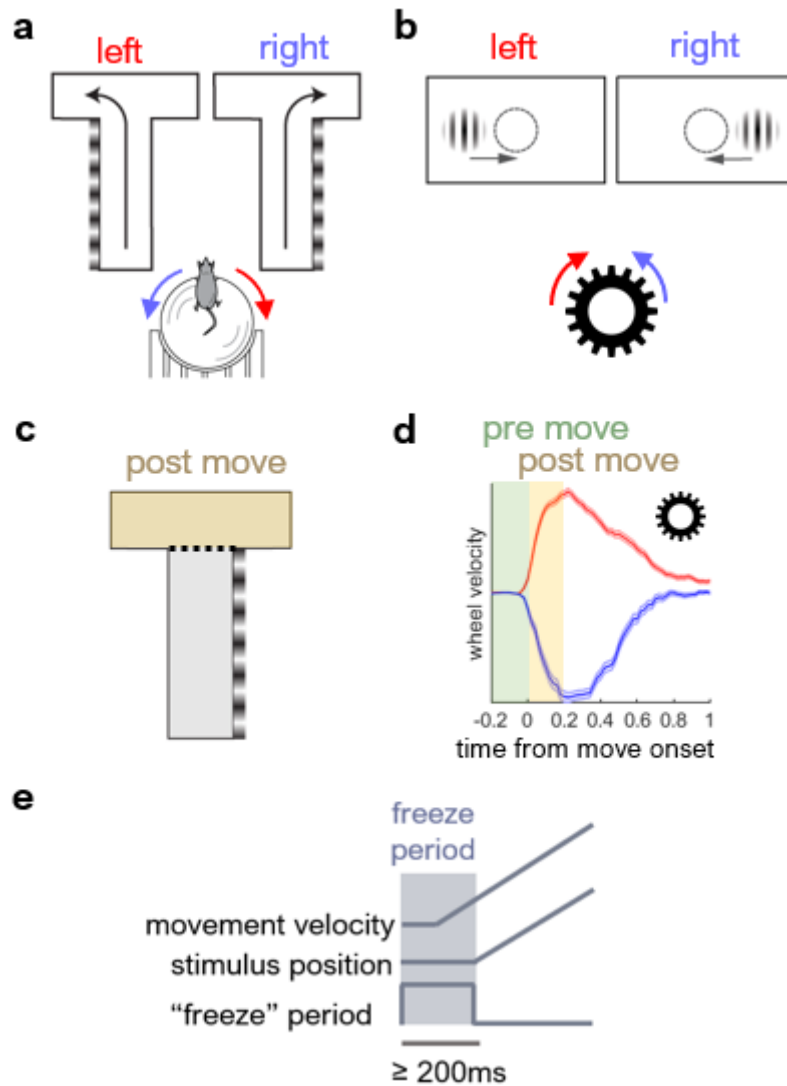 a
left
right
b
left
right
c
post move
d
pre move
post move
wheel velocity
-0.2 0 0.2 0.4 0.6 0.8 1
time from move onset
e
freeze
period
movement velocity
stimulus position
“freeze” period
≥ 200ms